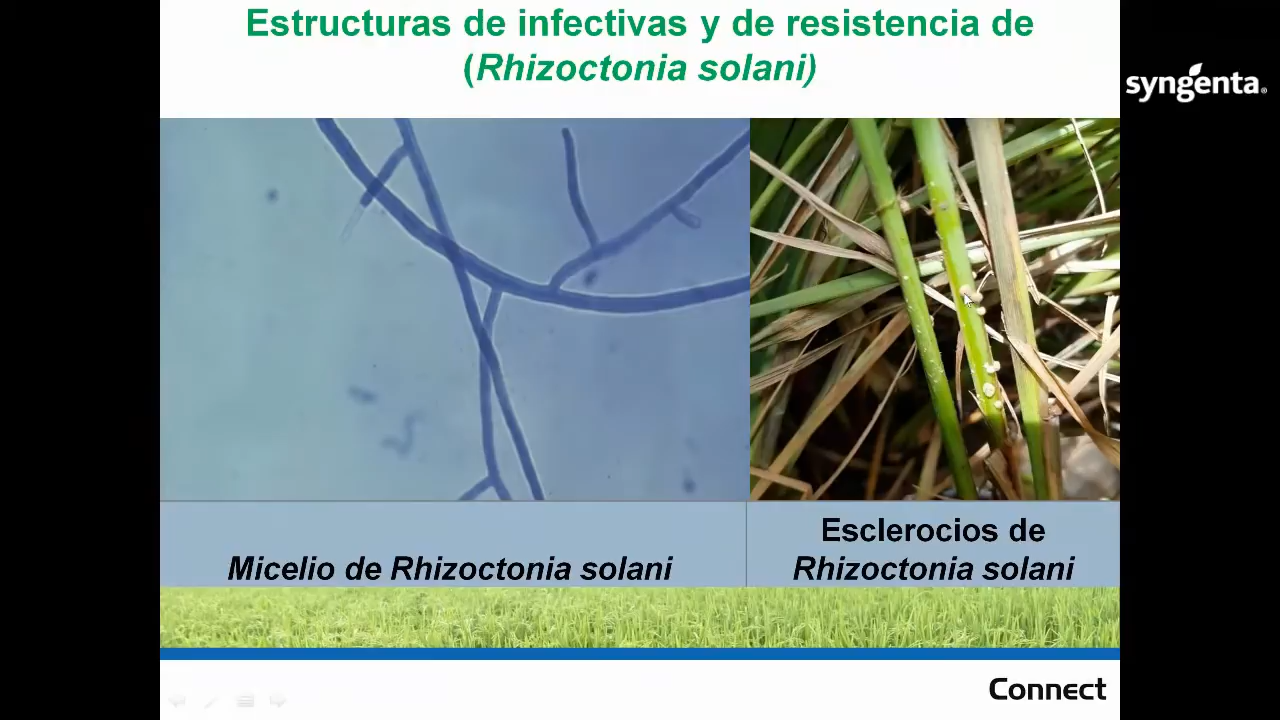 Estructuras de infectivas y de resistencia de
(Rhizoctonia solani)
syngenta®
Micelio de Rhizoctonia solani
Esclerocios de
Rhizoctonia solani
Connect